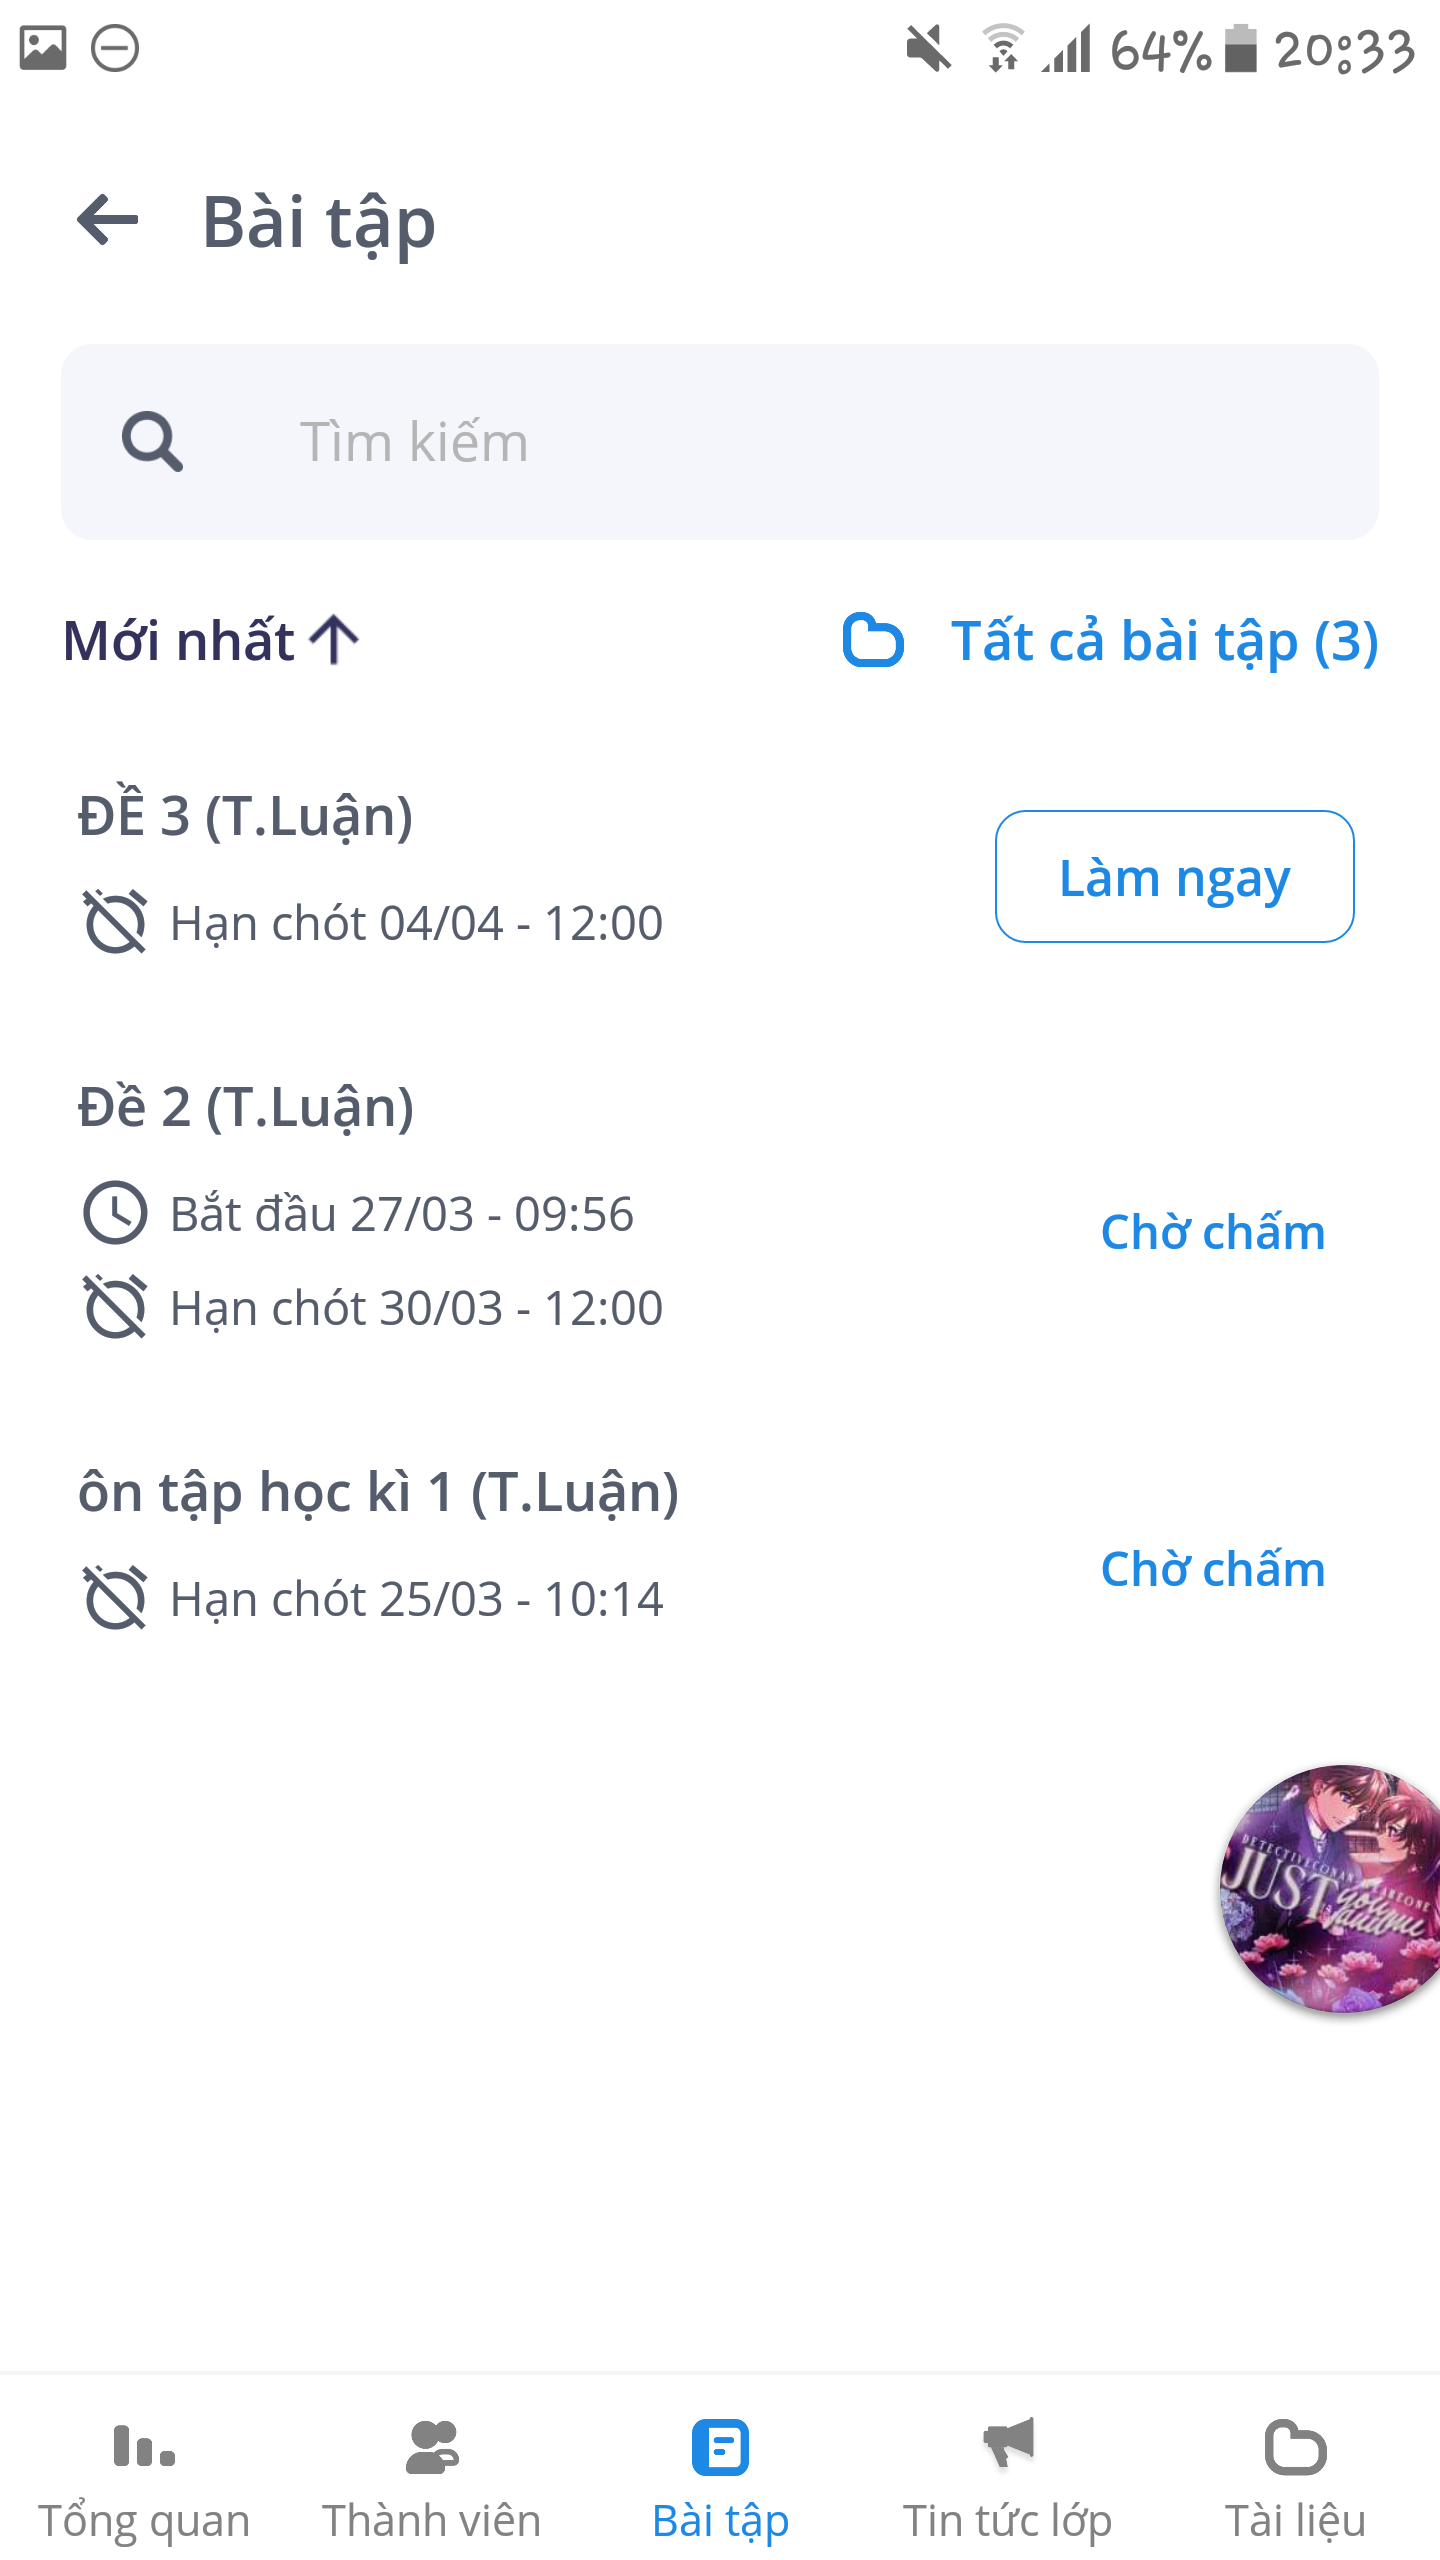 64% 20:33
Bài tập
Tìm kiếm
Mới nhất
Tất cả bài tập (3)
ĐỀ 3 (T.Luận)
Hạn chót 04/04 - 12:00
Làm ngay
Đề 2 (T.Luận)
Bắt đầu 27/03 - 09:56
Hạn chót 30/03 - 12:00
Chờ chấm
ôn tập học kì 1 (T.Luận)
Hạn chót 25/03 - 10:14
Chờ chấm
DETECTIVE CONAN
JUST
Tổng quan
Thành viên
Bài tập
Tin tức lớp
Tài liệu